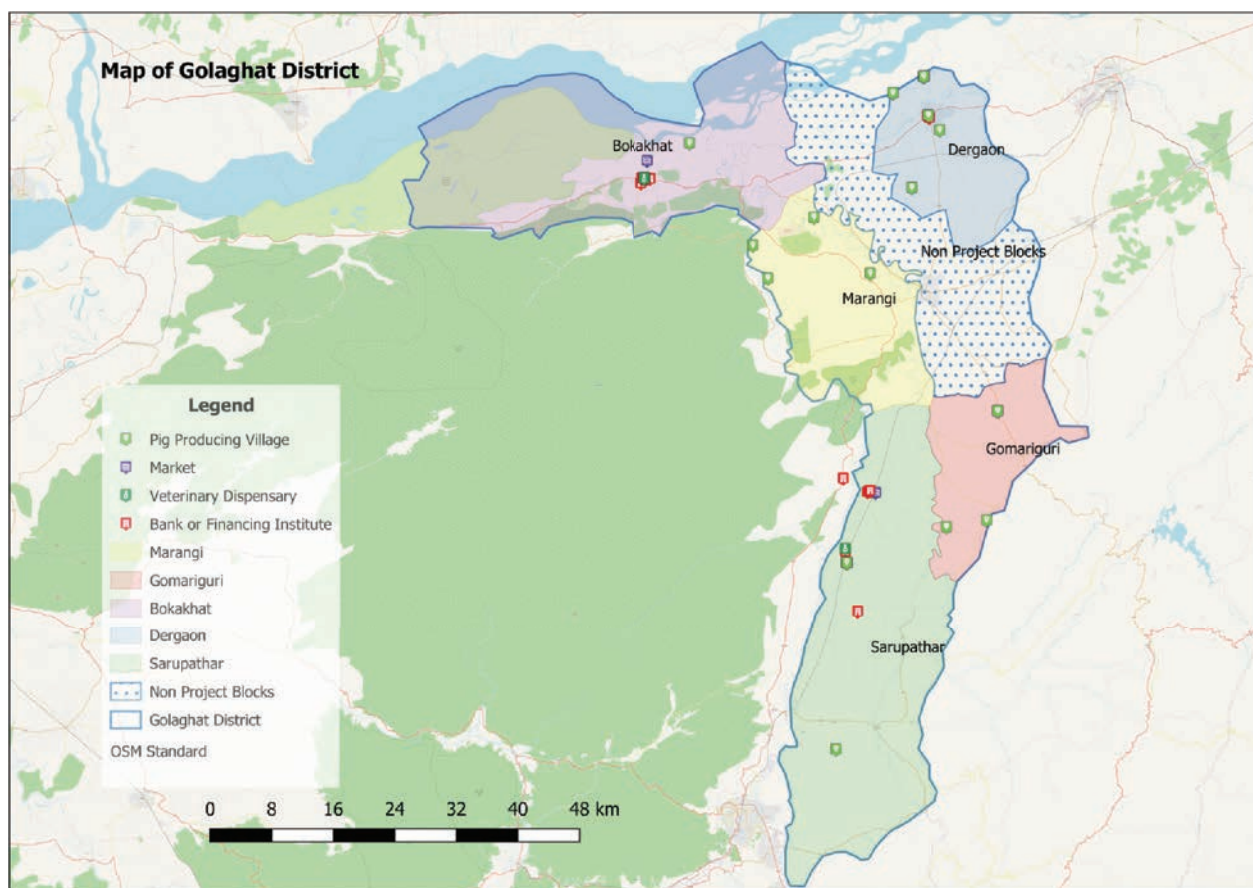 Map of Golaghat District
Bokakhat
Dergaon
Non Project Blocks
Marangi
Gomariguri
Sarupathar
Legend
Pig Producing Village
Market
Veterinary Dispensary
Bank or Financing Institute
Marangi
Gomariguri
Bokakhat
Dergaon
Sarupathar
Non Project Blocks
Golaghat District
OSM Standard
0 8 16 24 32 40 48 km